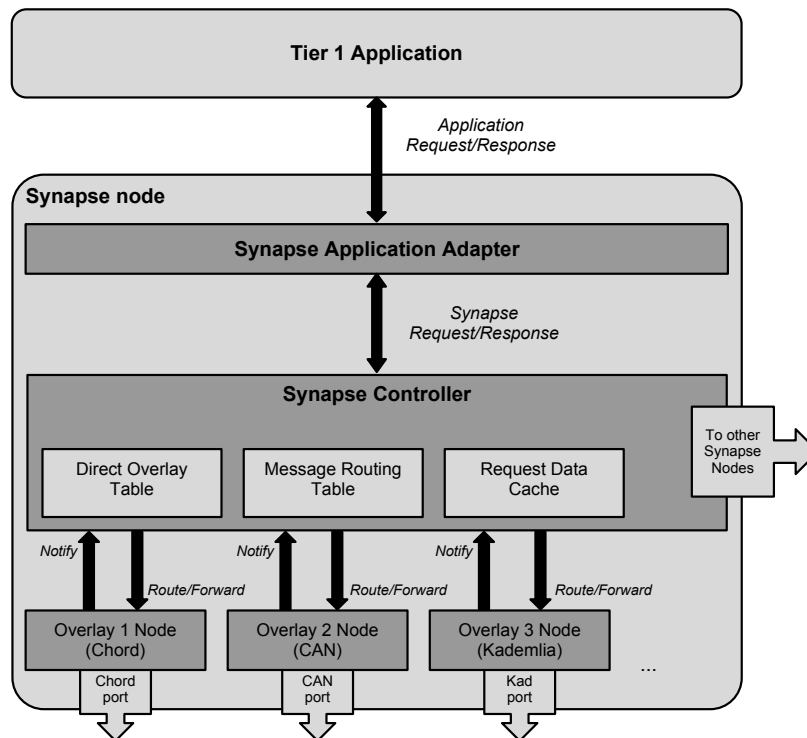 Tier 1 Application
Application
Request/Response
Synapse node
Synapse Application Adapter
Synapse
Request/Response
Synapse Controller
To other
Synapse
Nodes
Direct Overlay
Table
Message Routing
Table
Request Data
Cache
Notify
Route/Forward
Notify
Route/Forward
Notify
Route/Forward
Overlay 1 Node
(Chord)
Overlay 2 Node
(CAN)
Overlay 3 Node
(Kademlia)
...
Chord
port
CAN
port
Kad
port